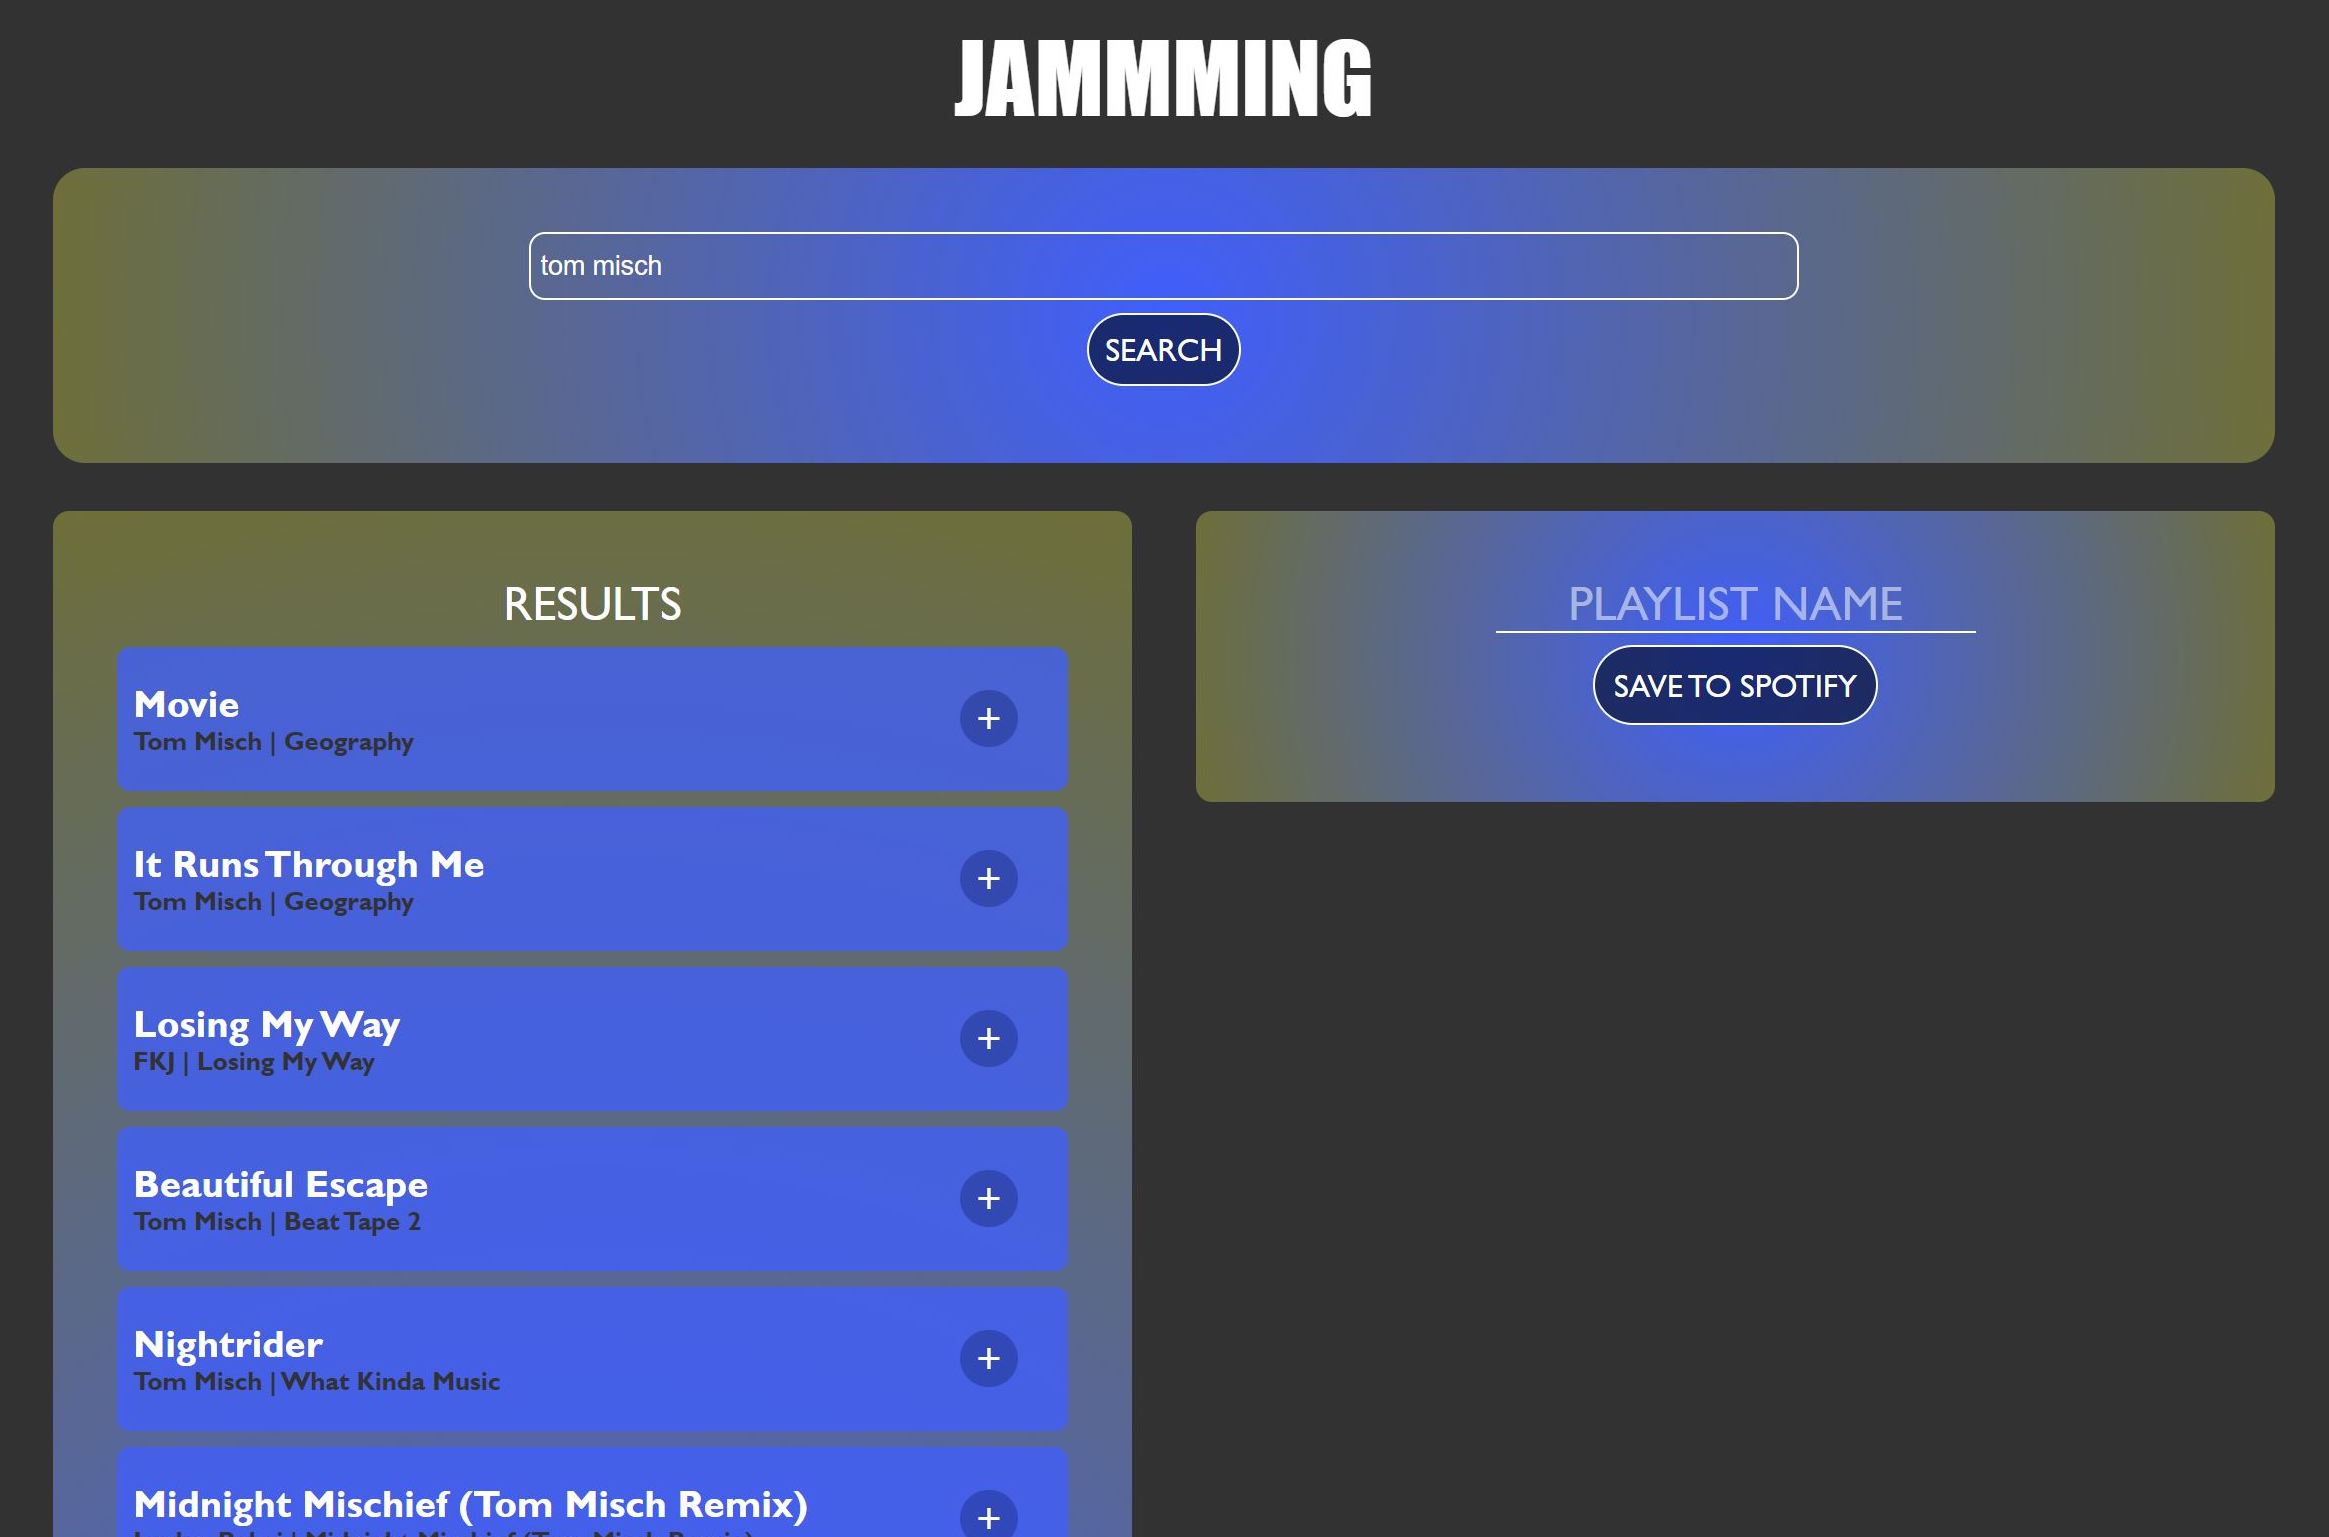 JAMMMING
tom misch
SEARCH
RESULTS
Movie
Tom Misch | Geography
+
It Runs Through Me
Tom Misch | Geography
+
Losing My Way
FKJ | Losing My Way
+
Beautiful Escape
Tom Misch | Beat Tape 2
+
Nightrider
Tom Misch | What Kinda Music
+
Midnight Mischief (Tom Misch Remix)
+
PLAYLIST NAME
SAVE TO SPOTIFY